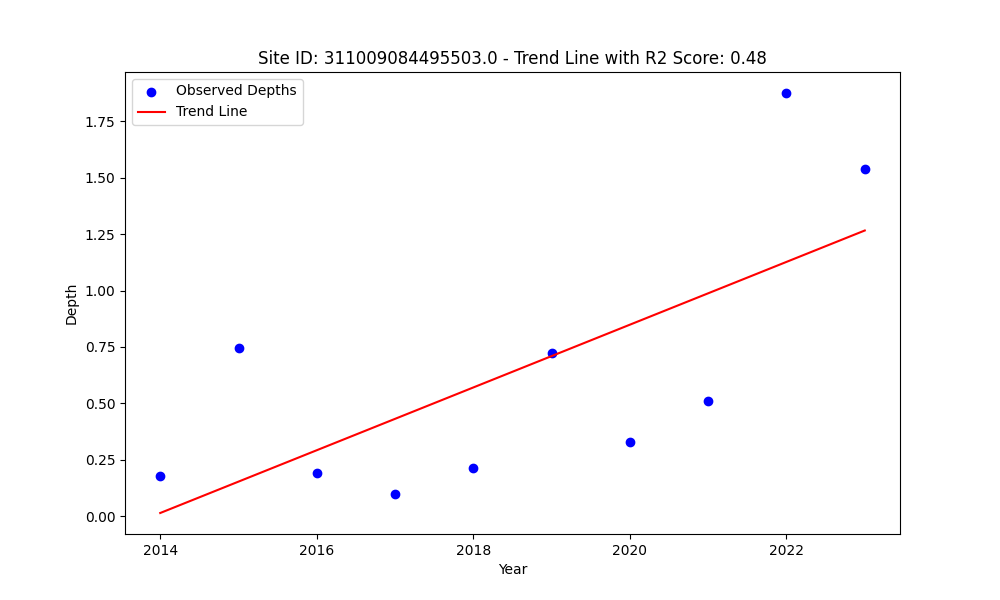 Site ID: 311009084495503.0 - Trend Line with R2 Score: 0.48
Observed Depths
Trend Line
Depth
1.75
1.50
1.25
1.00
0.75
0.50
0.25
0.00
2014 2016 2018 2020 2022
Year